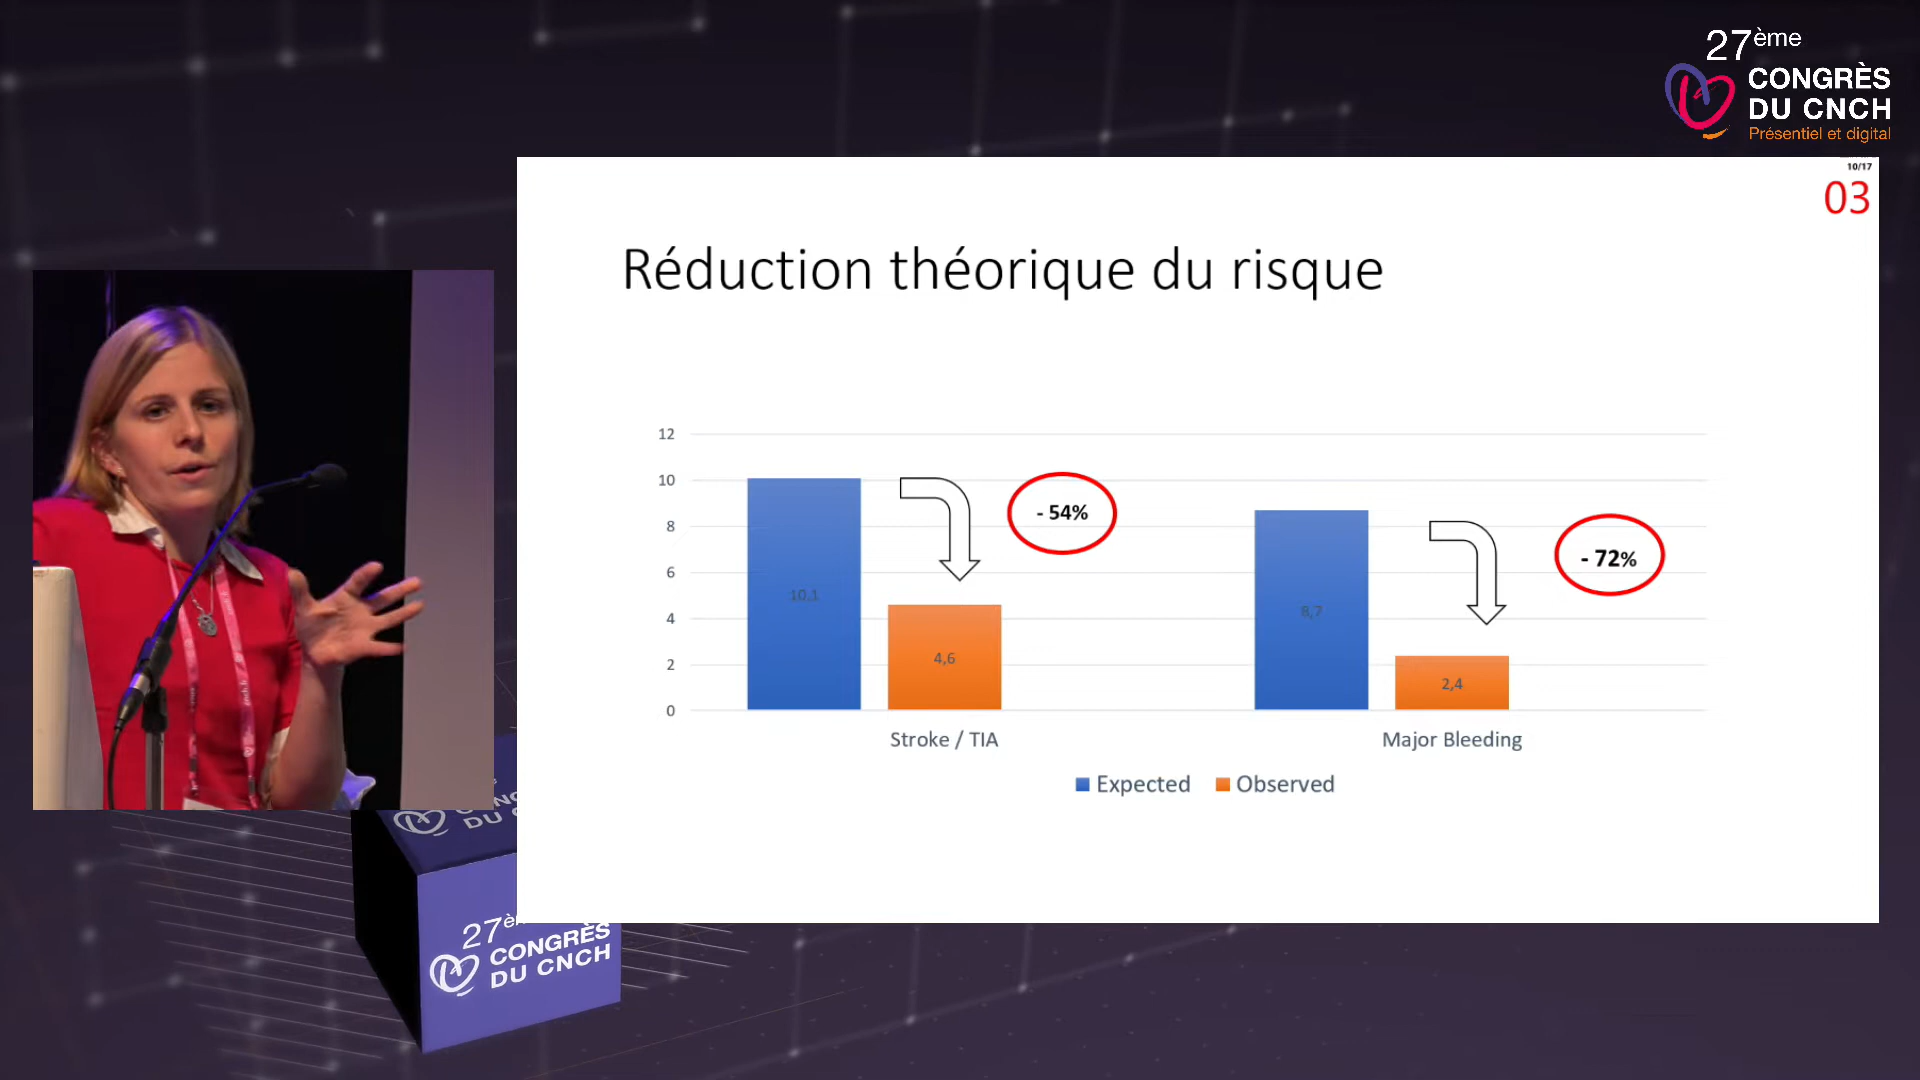 27ème
CONGRÈS
DU CNCH
Présentiel et digital
10/17
03
Réduction théorique du risque
12
10
8
6
4
2
0
10,1
4,6
- 54%
8,7
2,4
- 72%
Stroke / TIA
Major Bleeding
Expected
Observed
DU
27èm
CONGRÈS
DU CNCH